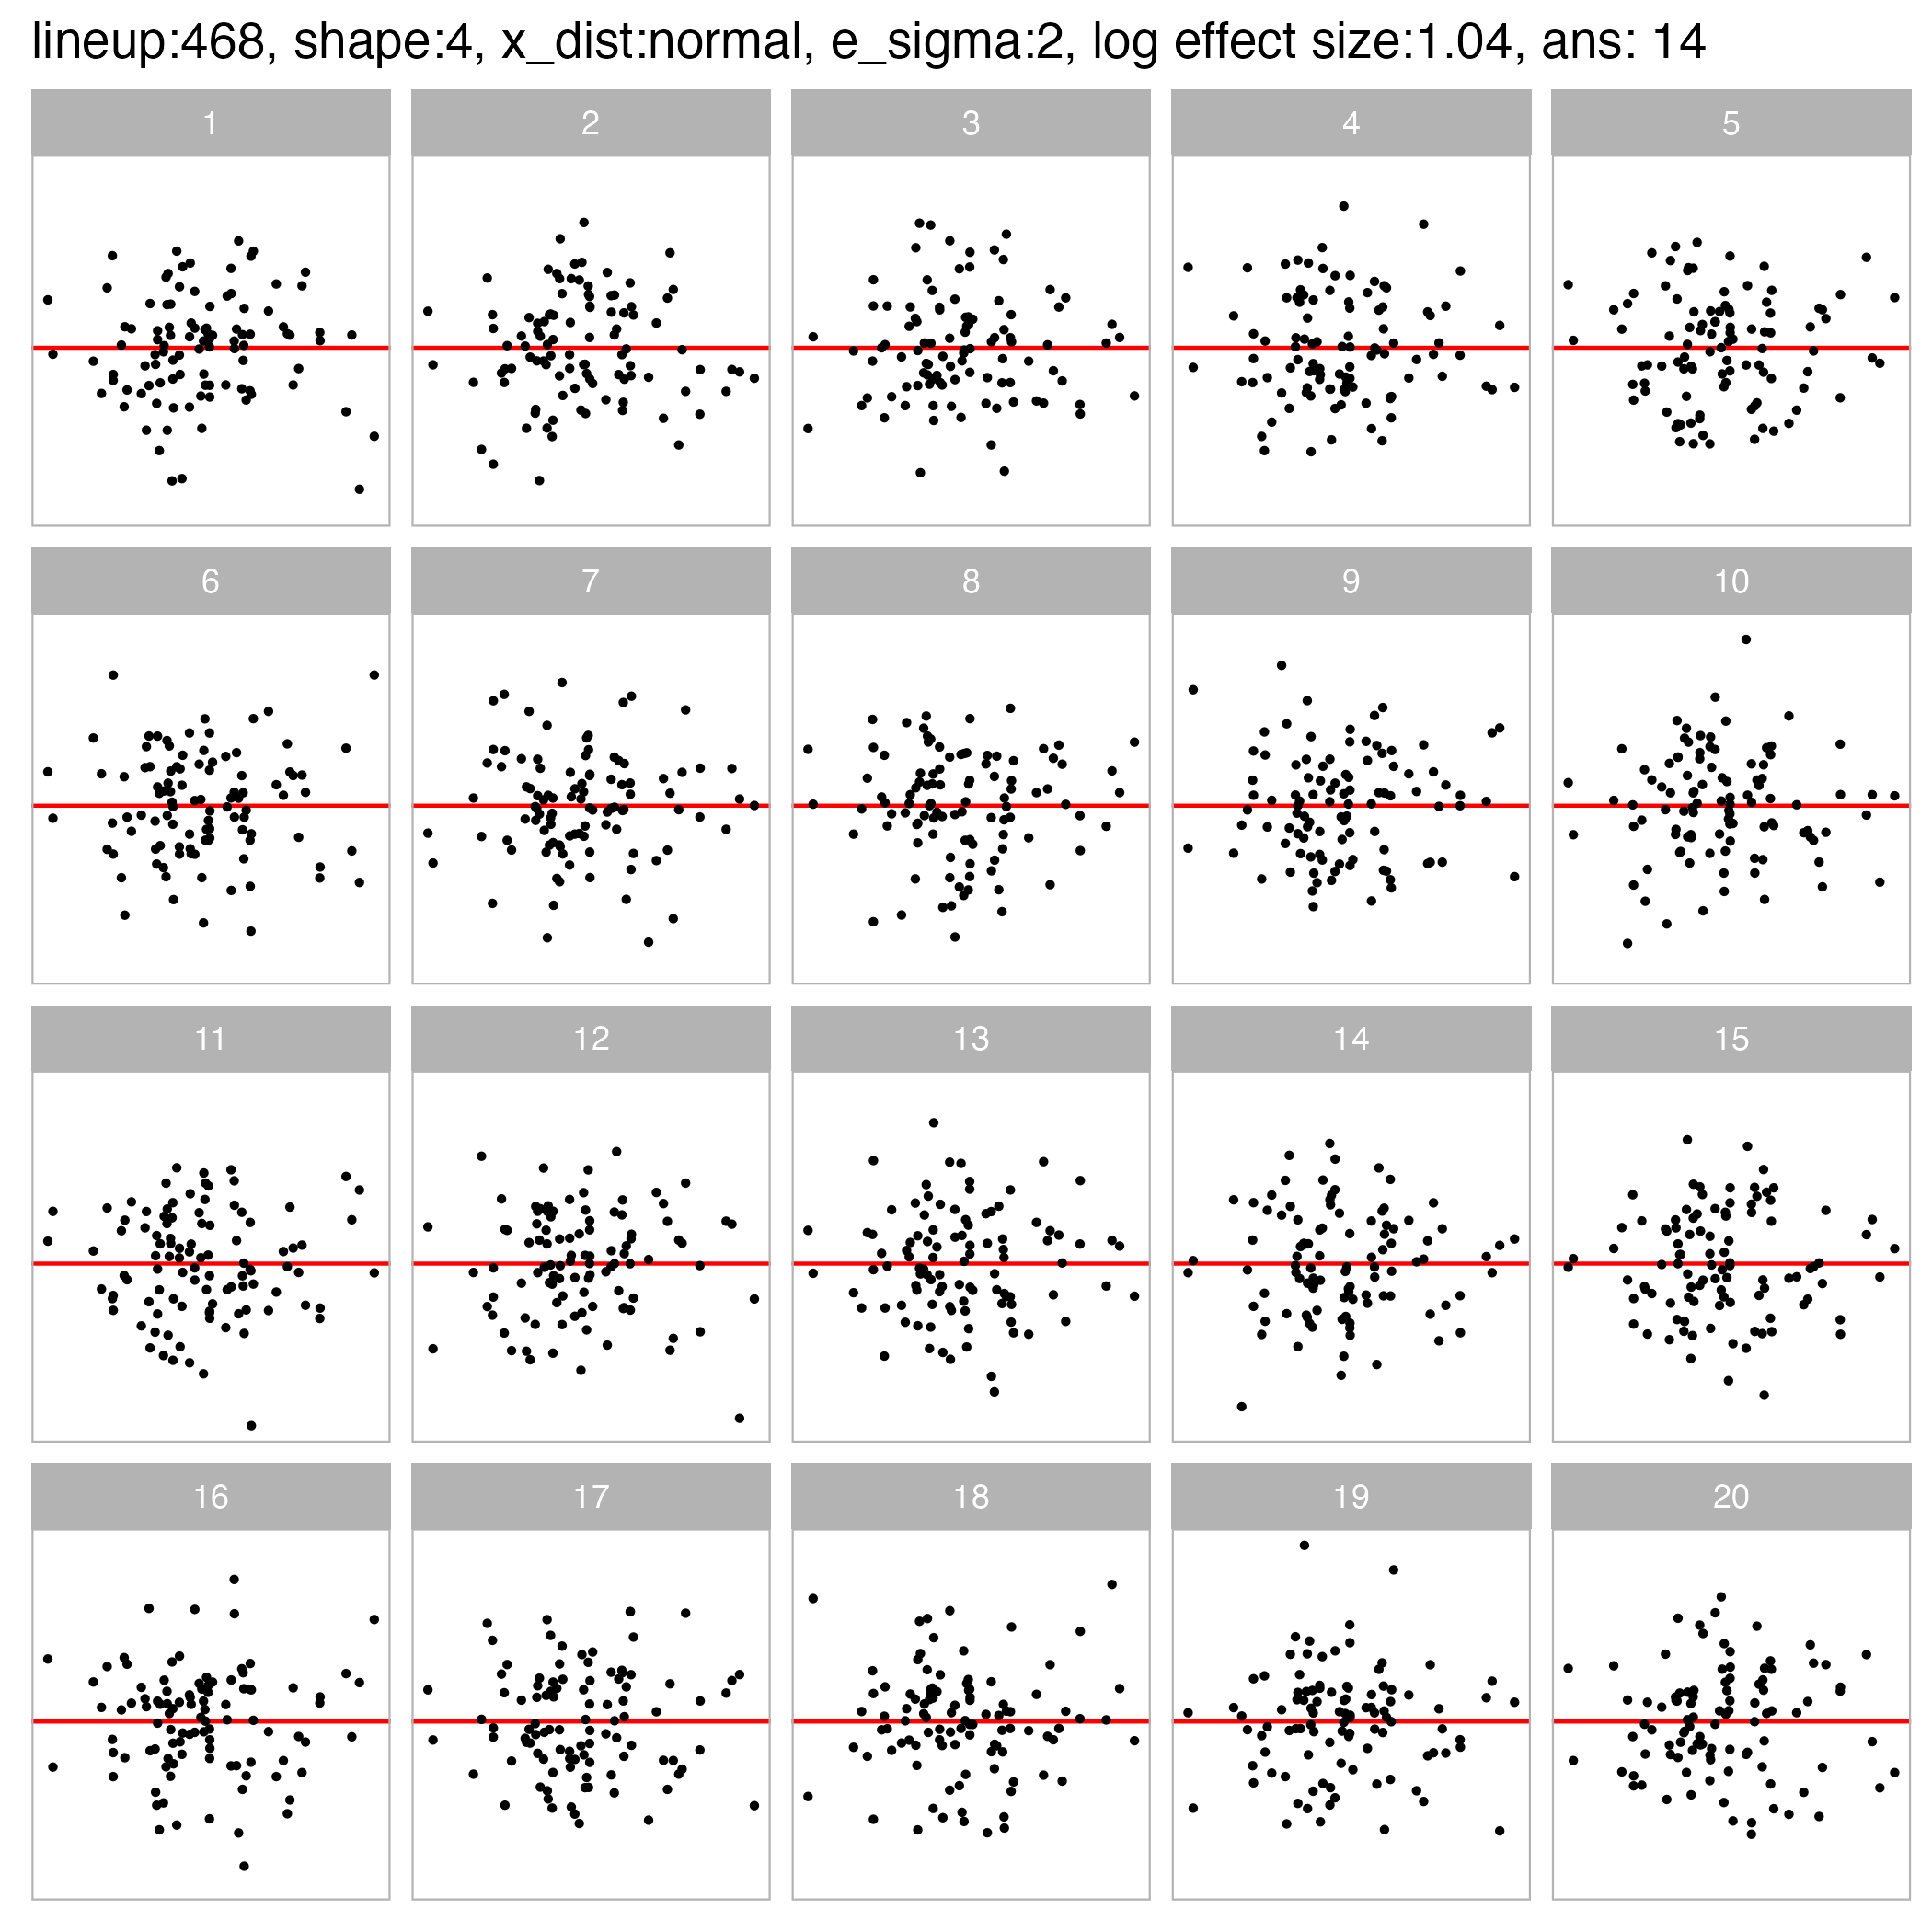 lineup:468, shape:4, x_dist:normal, e_sigma:2, log effect size:1.04, ans: 14
1 2 3 4 5
6 7 8 9 10
11 12 13 14 15
16 17 18 19 20